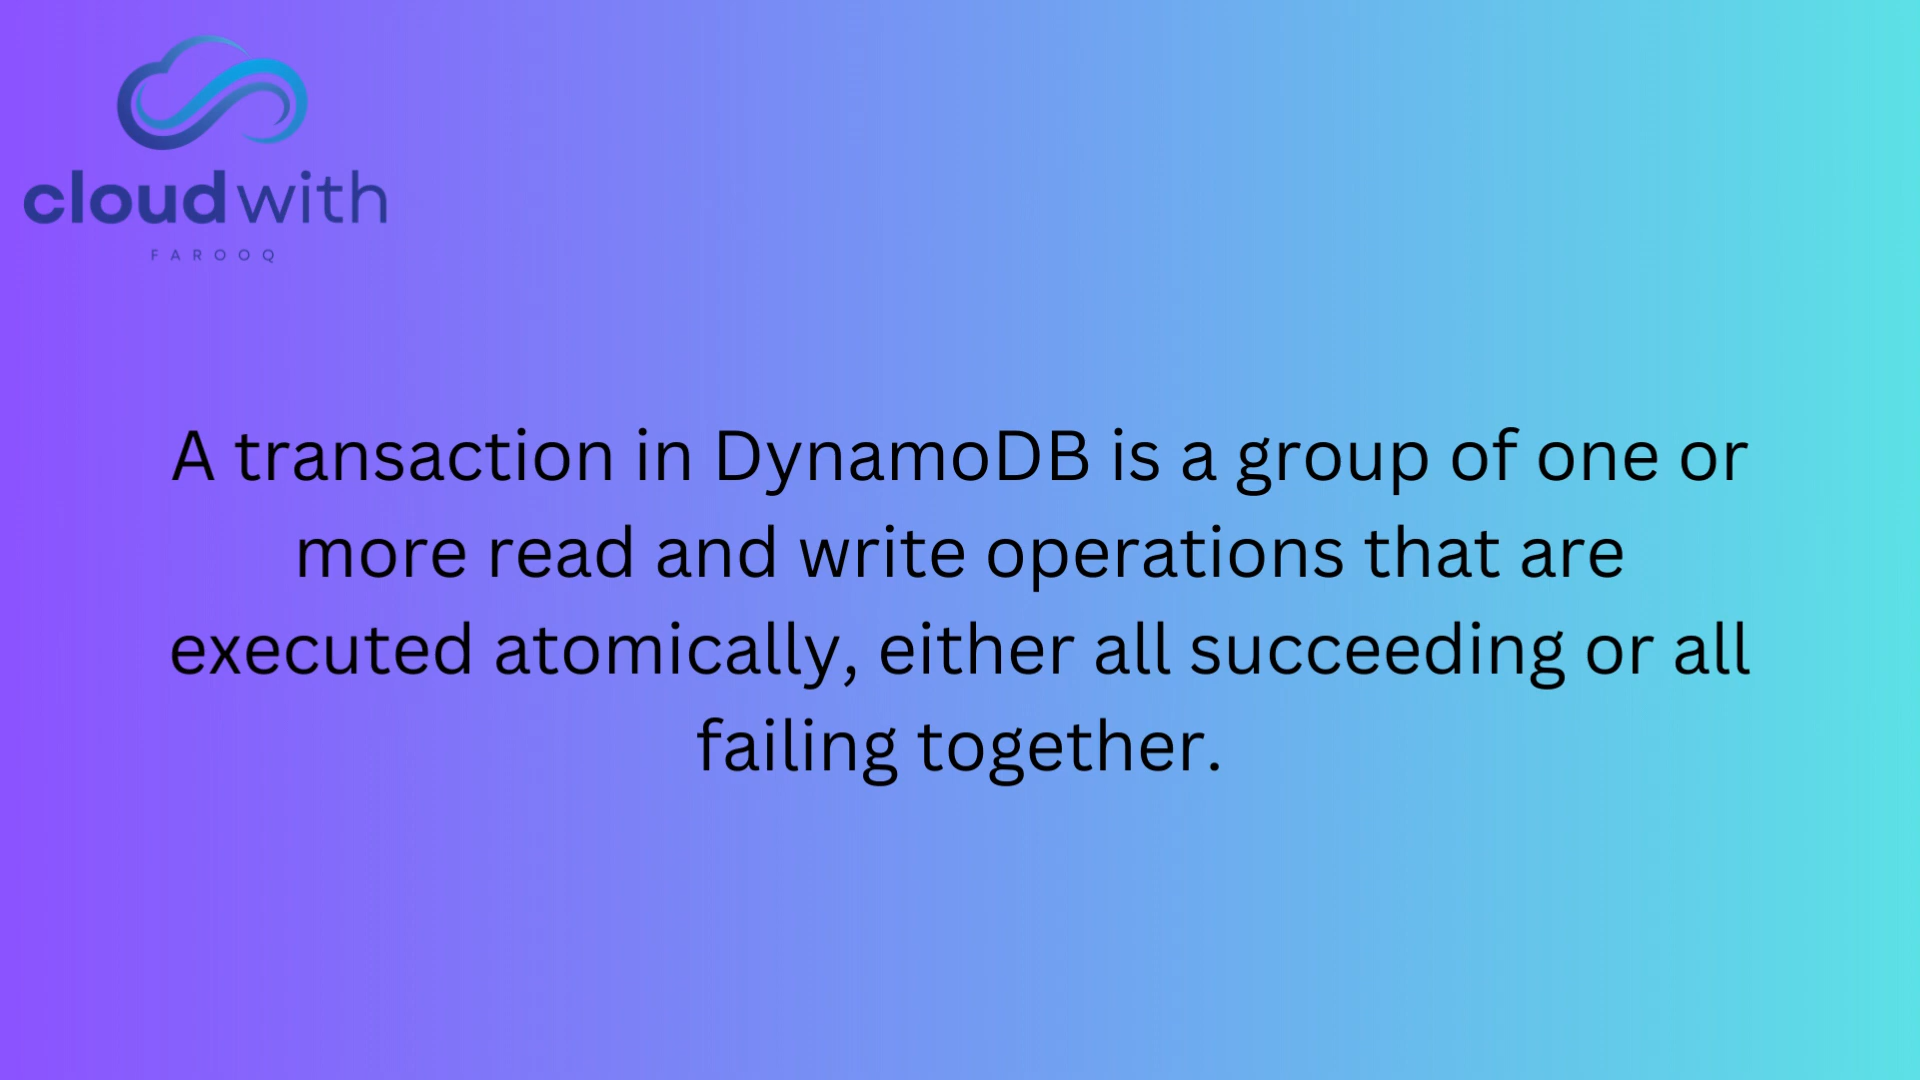 cloudwith
FAROOQ
A transaction in DynamoDB is a group of one or
more read and write operations that are
executed atomically, either all succeeding or all
failing together.